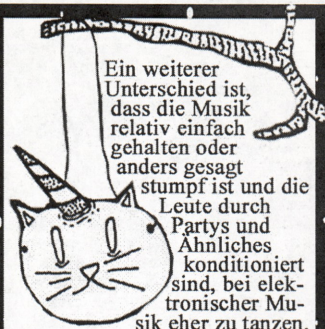 Ein weiterer
Unterschied ist,
dass die Musik
relativ einfach
gehalten oder
anders gesagt
stumpf ist und die
Leute durch
Partys und
Ähnliches
konditioniert
sind, bei elek-
tronischer Mu-
sik eher zu tanzen.